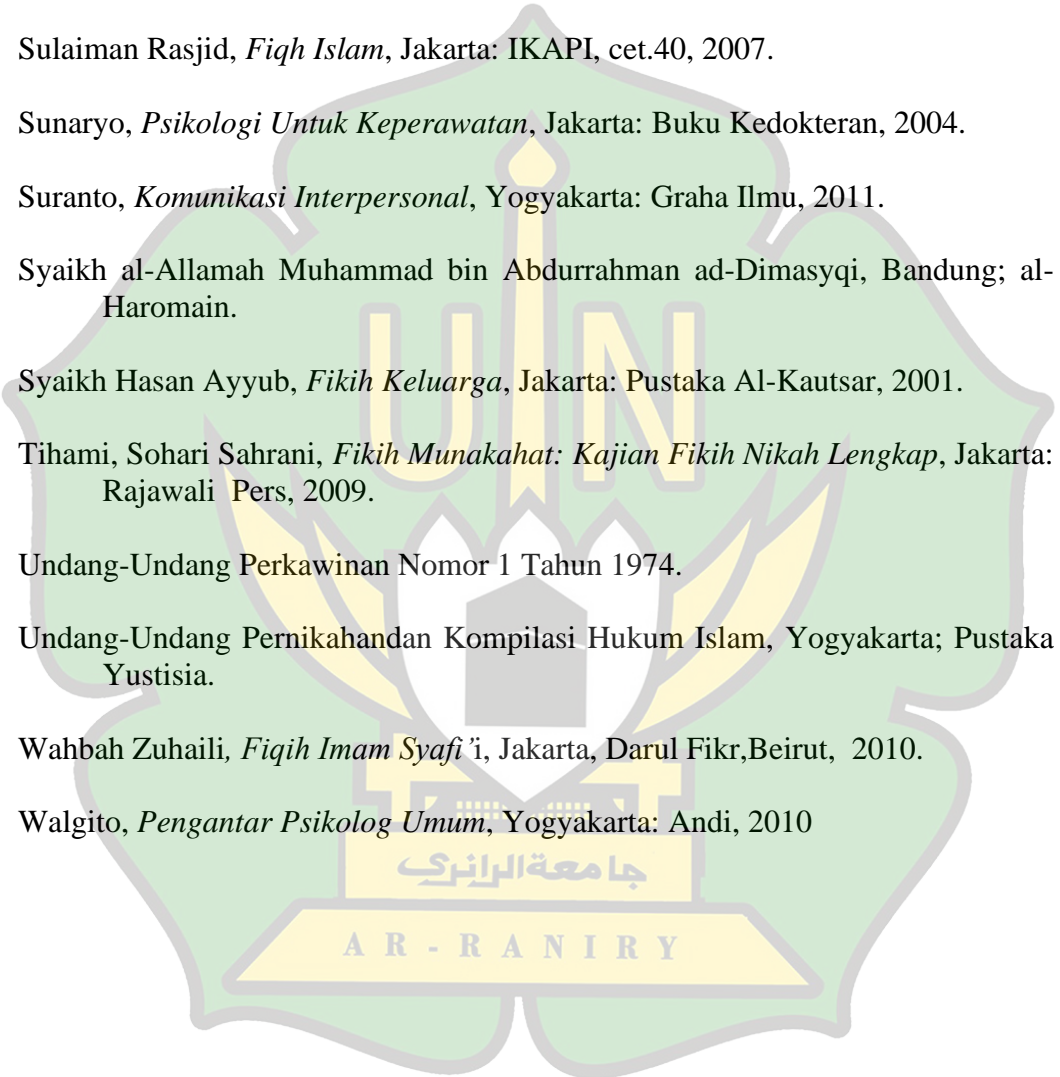 Sulaiman Rasjid, Fiqh Islam, Jakarta: IKAPI, cet.40, 2007.
Sunaryo, Psikologi Untuk Keperawatan, Jakarta: Buku Kedokteran, 2004.
Suranto, Komunikasi Interpersonal, Yogyakarta: Graha Ilmu, 2011.
Syaikh al-Allamah Muhammad bin Abdurrahman ad-Dimasyqi, Bandung; al-
Haromain.
Syaikh Hasan Ayyub, Fikih Keluarga, Jakarta: Pustaka Al-Kautsar, 2001.
Tihami, Sohari Sahrani, Fikih Munakahat: Kajian Fikih Nikah Lengkap, Jakarta:
Rajawali  Pers, 2009.
Undang-Undang Perkawinan Nomor 1 Tahun 1974.
Undang-Undang Pernikahandan Kompilasi Hukum Islam, Yogyakarta; Pustaka
Yustisia.
Wahbah Zuhaili, Fiqih Imam Syafi’i, Jakarta, Darul Fikr,Beirut,  2010.
Walgito, Pengantar Psikolog Umum, Yogyakarta: Andi, 2010
UIN
جامعةالرانري
AR-RANIRY